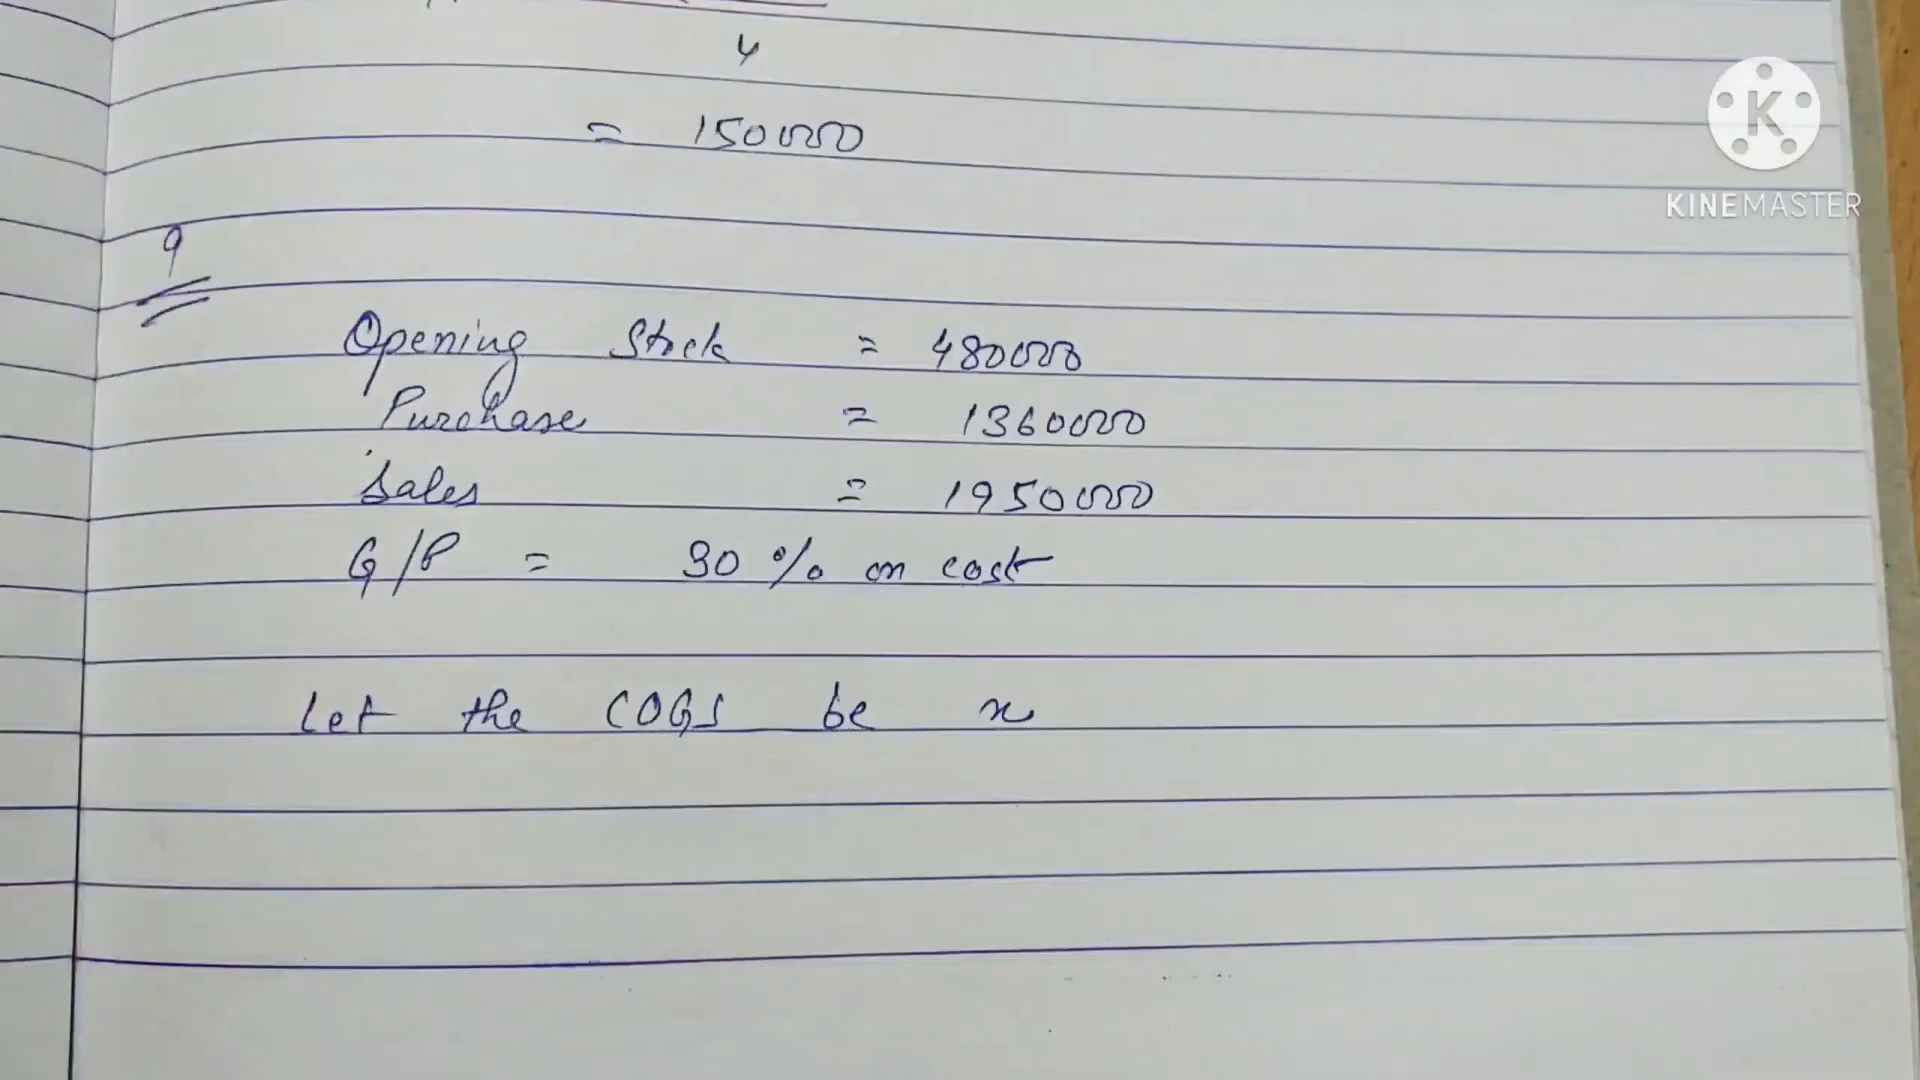 4
= 150000
9
Opening Stock = 480000
Purchase = 1360000
Sales = 1950000
G/P = 30 % on cost
Let the COGS be x
KINEMASTER